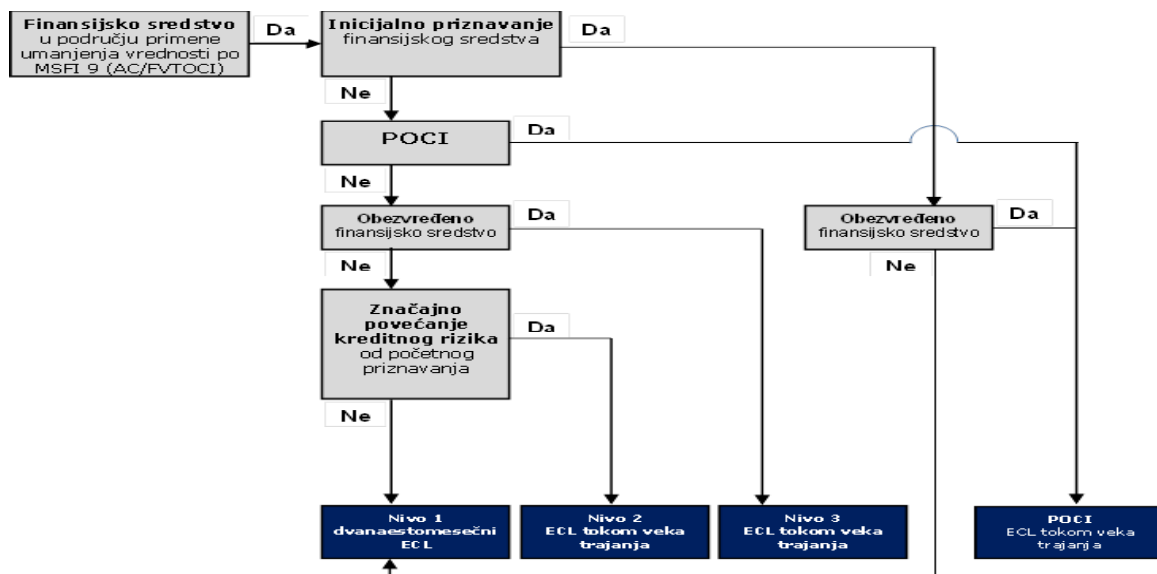 Finansijsko sredstvo
u području primene
umanjenja vrednosti po
MSFI 9 (AC/FVTOCI)
Da
Inicijalno priznavanje
finansijskog sredstva
Da
Ne
POCI
Da
Ne
Obezvređeno
finansijsko sredstvo
Da
Obezvređeno
finansijsko sredstvo
Da
Ne
Ne
Značajno
povećanje
kreditnog rizika
od početnog
priznavanja
Da
Ne
Nivo 1
dvanaestomesečni
ECL
Nivo 2
ECL tokom veka
trajanja
Nivo 3
ECL tokom veka
trajanja
POCI
ECL tokom veka
trajanja